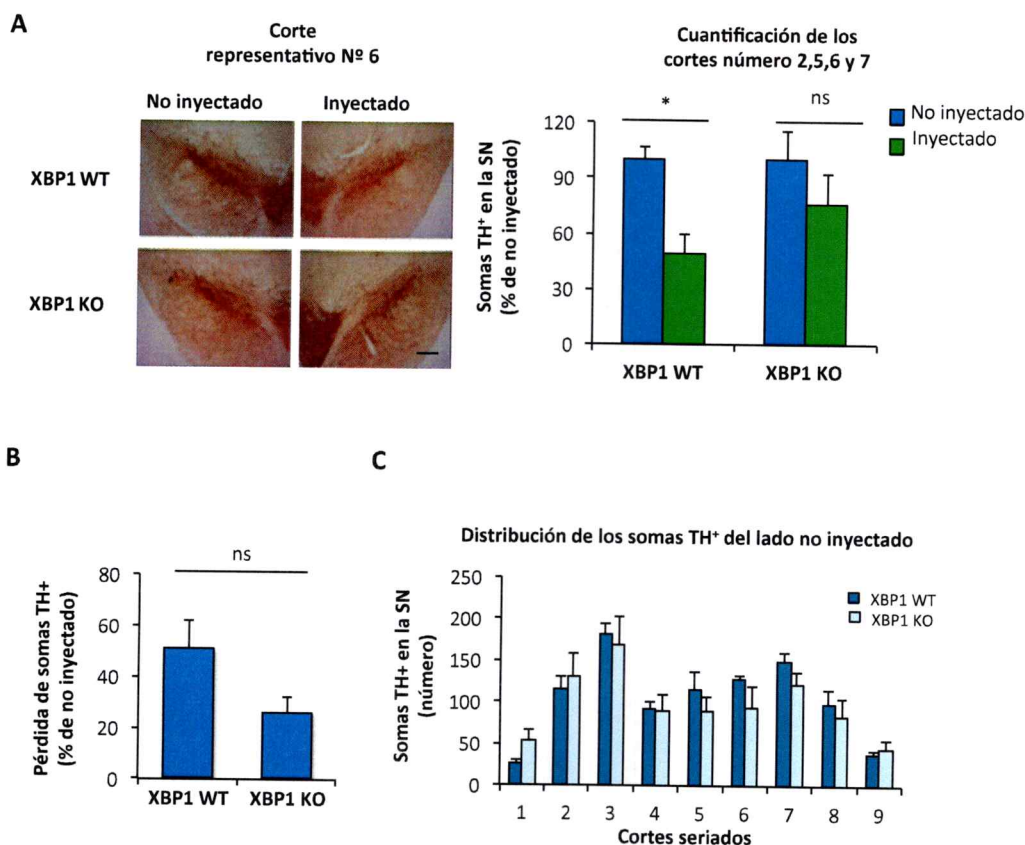 A
Corte
representativo Nº 6
No inyectado
Inyectado
XBP1 WT
XBP1 KO
Cuantificación de los
cortes número 2,5,6 y 7
*
ns
No inyectado
Inyectado
Somas TH⁺ en la SN
(% de no inyectado)
120
90
60
30
0
XBP1 WT
XBP1 KO
B
ns
Pérdida de somas TH+
(% de no inyectado)
80
60
40
20
0
XBP1 WT
XBP1 KO
C
Distribución de los somas TH⁺ del lado no inyectado
XBP1 WT
XBP1 KO
Somas TH+ en la SN
(número)
250
200
150
100
50
0
1 2 3 4 5 6 7 8 9
Cortes seriados